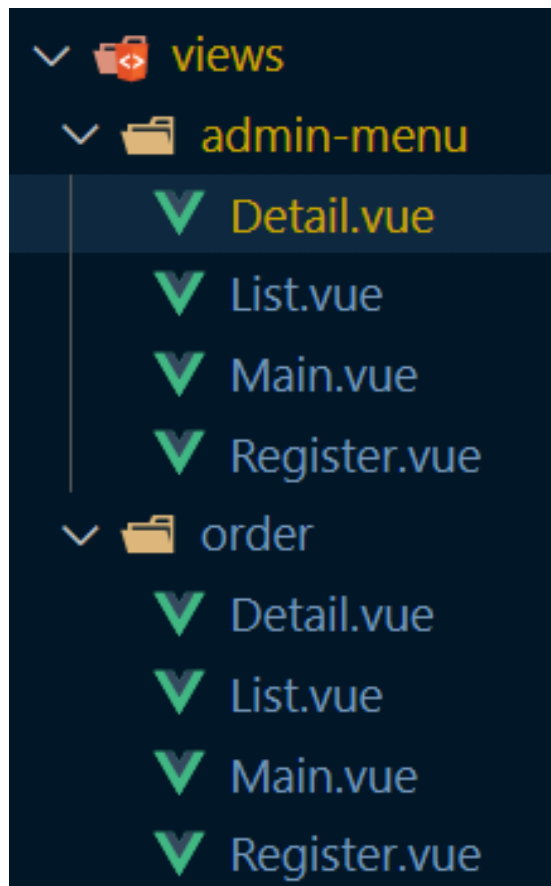 views
admin-menu
Detail.vue
List.vue
Main.vue
Register.vue
order
Detail.vue
List.vue
Main.vue
Register.vue